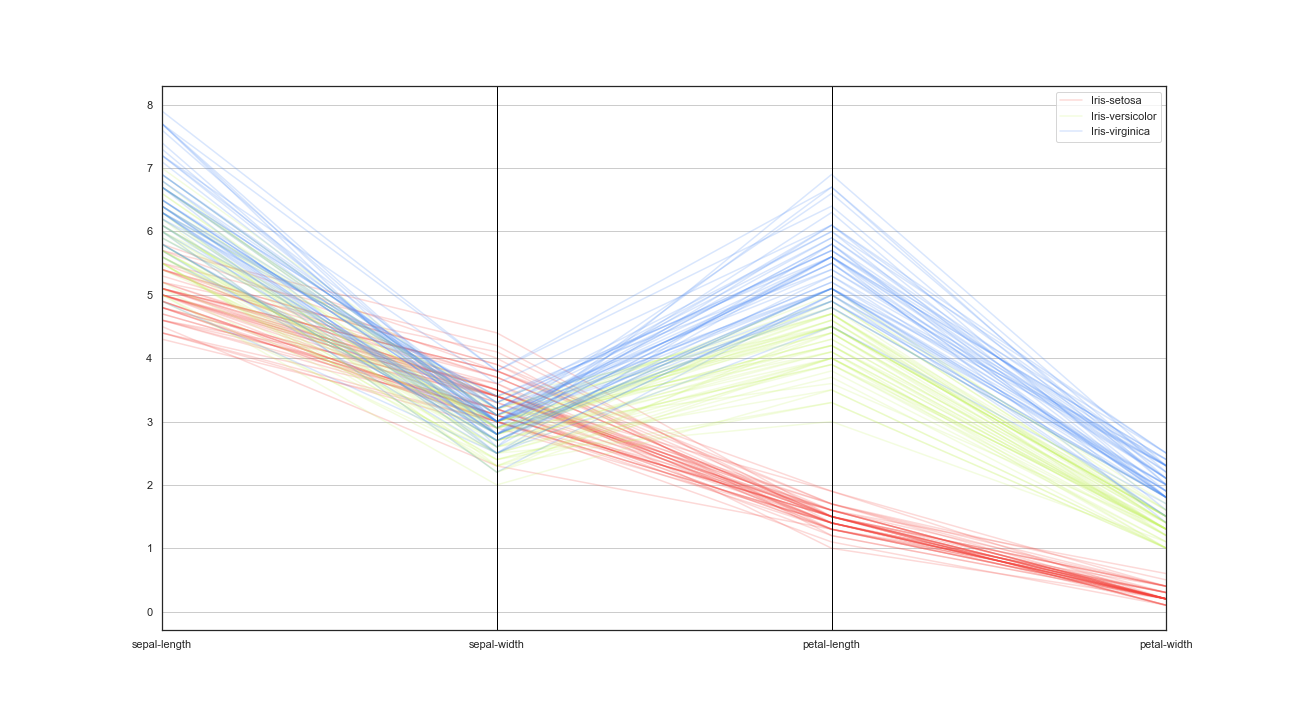 8
7
6
5
4
3
2
1
0
Iris-setosa
Iris-versicolor
Iris-virginica
sepal-length sepal-width petal-length petal-width